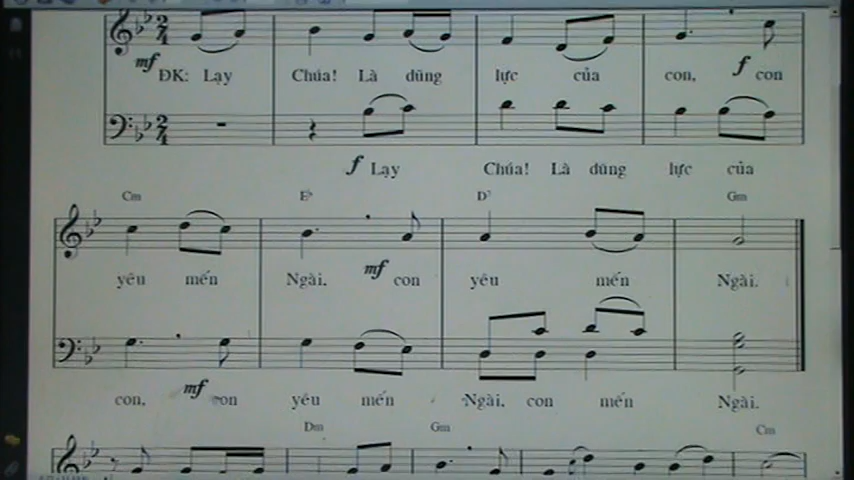 mf ĐK: Lạy Chúa! Là dũng lực của con, f con
f Lạy Chúa! Là dũng lực của
Cm E♭ D7 Gm
yêu mến Ngài. mf con yêu mến Ngài.
con, mf con yêu mến Ngài. con mến Ngài.
Dm Gm Cm